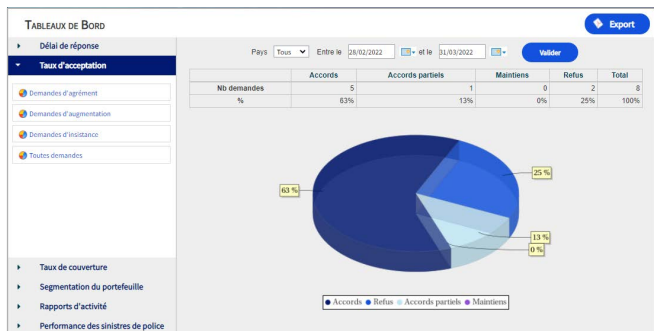 TABLEAUX DE BORD
Export
Délai de réponse
Taux d'acceptation
Demandes d'agrément
Demandes d'augmentation
Demandes d'insistance
Toutes demandes
Taux de couverture
Segmentation du portefeuille
Rapports d'activité
Performance des sinistres de police
Pays Tous Entre le 28/02/2022 et le 31/03/2022 Valider
Accords Accords partiels Maintiens Refus Total
Nb demandes 5 1 0 2 8
% 63% 13% 0% 25% 100%
25 %
63 %
13 %
0 %
Accords Refus Accords partiels Maintiens